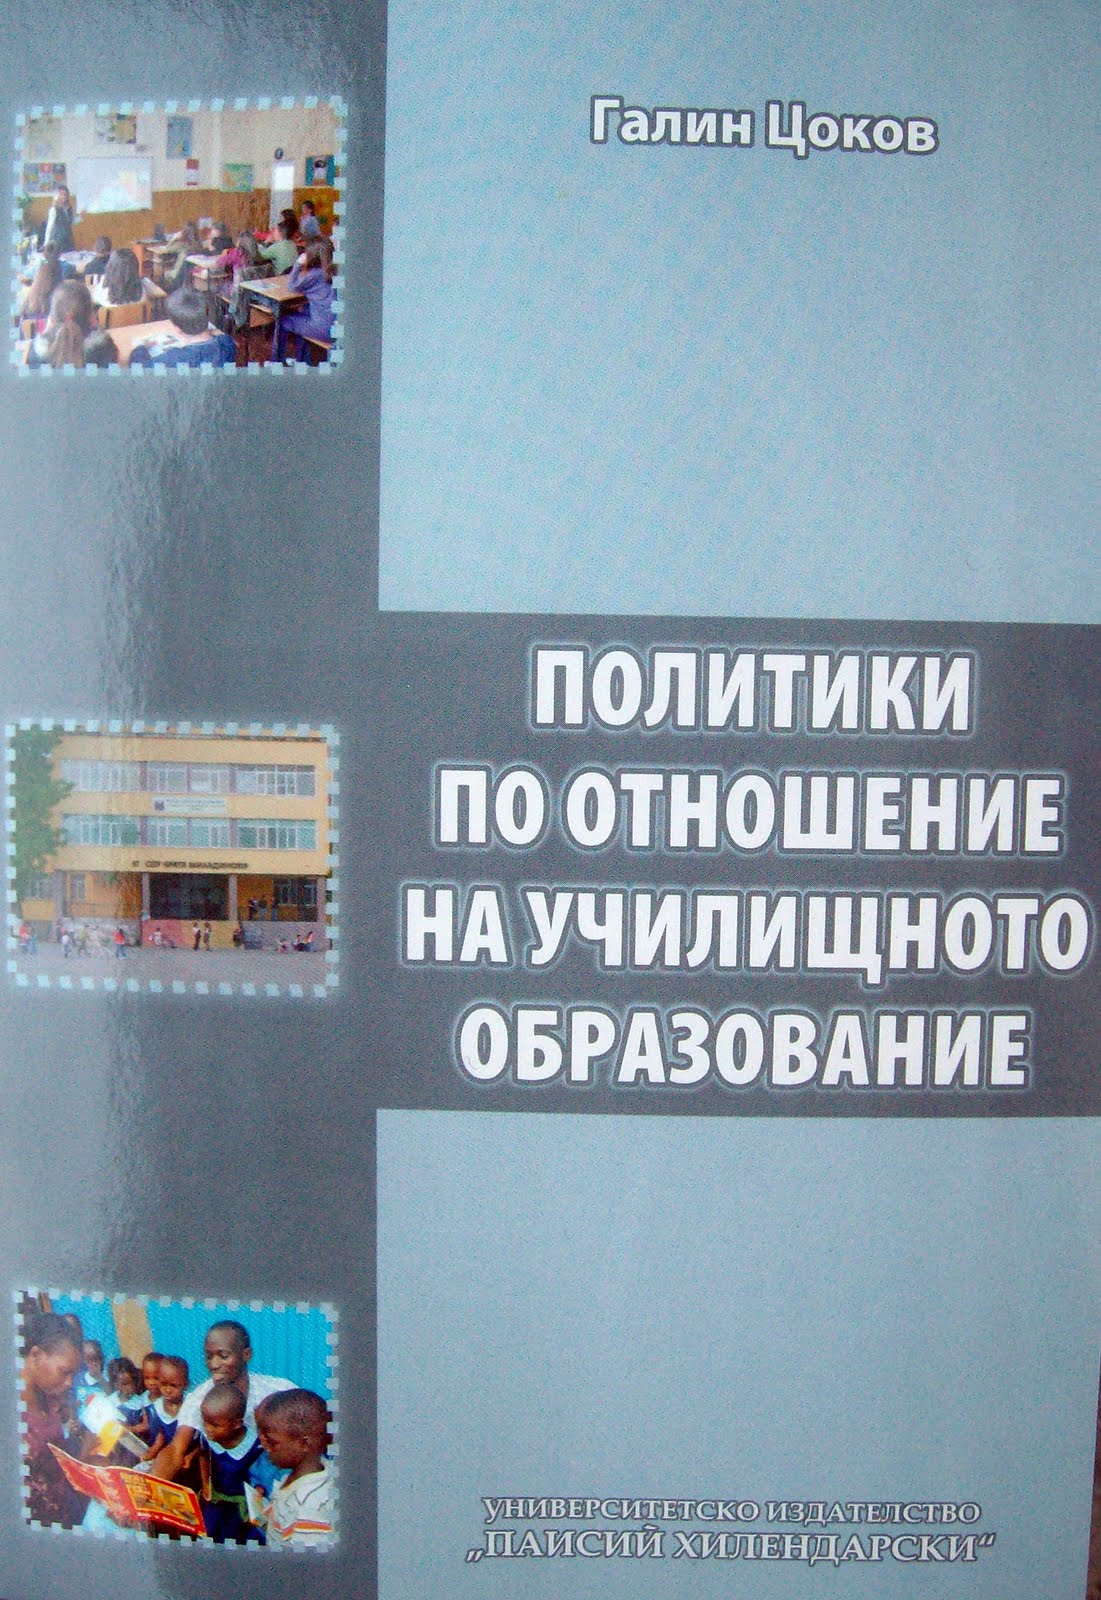 Галин Цоков
ПОЛИТИКИ
ПО ОТНОШЕНИЕ
НА УЧИЛИЩНОТО
ОБРАЗОВАНИЕ
УНИВЕРСИТЕТСКО ИЗДАТЕЛСТВО
„ПАИСИЙ ХИЛЕНДАРСКИ“